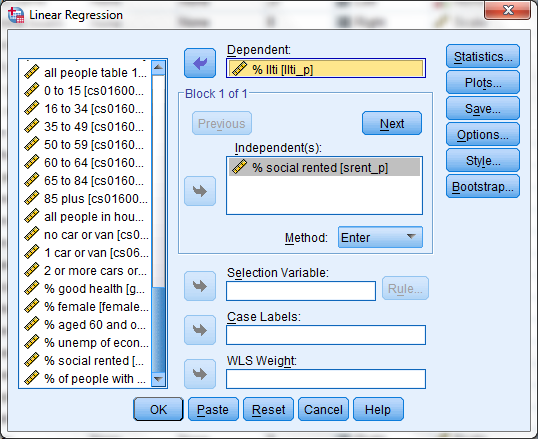 Linear Regression
all people table 1...
0 to 15 [cs01600...
16 to 34 [cs0160...
35 to 49 [cs0160...
50 to 59 [cs0160...
60 to 64 [cs0160...
65 to 84 [cs0160...
85 plus [cs01600...
all people in hou...
no car or van [cs0...
1 car or van [cs06...
2 or more cars or...
% good health [g...
% female [female...
% aged 60 and o...
% unemp of econ...
% social rented [...
% of people with ...
Dependent:
% llti [llti_p]
Block 1 of 1
Previous
Next
Independent(s):
% social rented [srent_p]
Method:
Enter
Selection Variable:
Rule...
Case Labels:
WLS Weight:
Statistics...
Plots...
Save...
Options...
Style...
Bootstrap...
OK
Paste
Reset
Cancel
Help